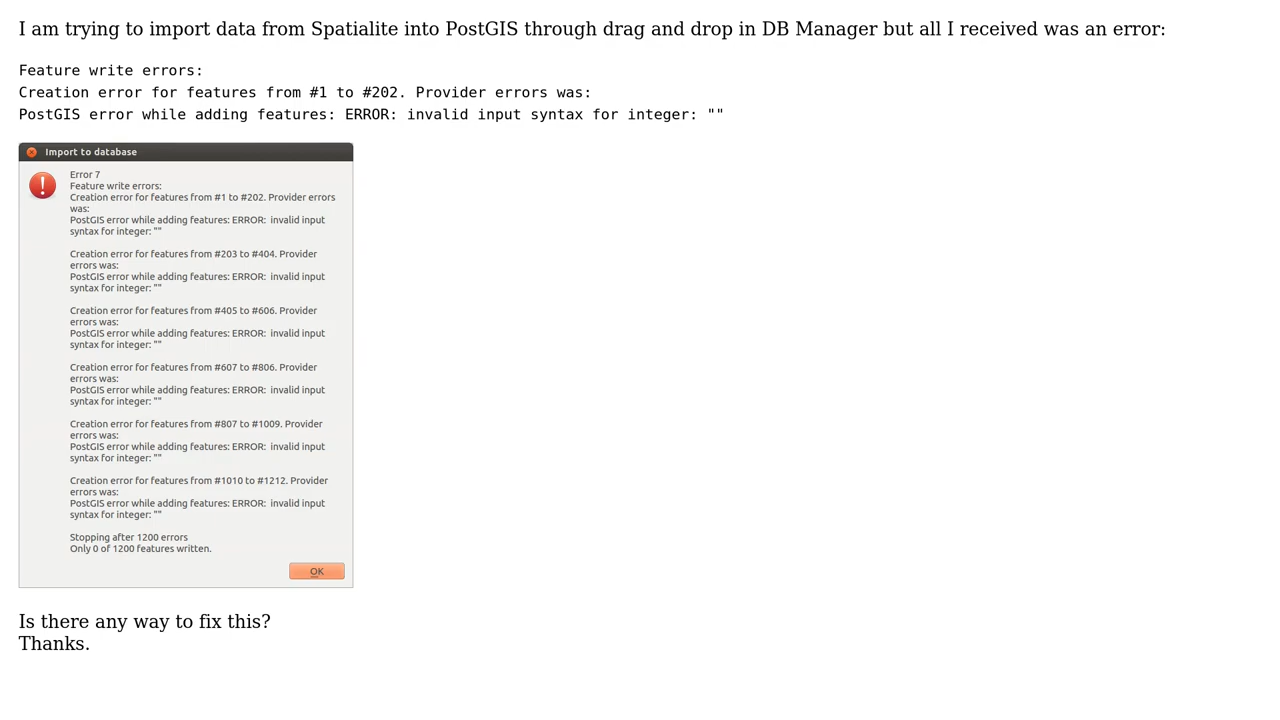 I am trying to import data from Spatialite into PostGIS through drag and drop in DB Manager but all I received was an error:
Feature write errors:
Creation error for features from #1 to #202. Provider errors was:
PostGIS error while adding features: ERROR: invalid input syntax for integer: ""
Import to database
Error 7
Feature write errors:
Creation error for features from #1 to #202. Provider errors
was:
PostGIS error while adding features: ERROR: invalid input
syntax for integer: ""
Creation error for features from #203 to #404. Provider
errors was:
PostGIS error while adding features: ERROR: invalid input
syntax for integer: ""
Creation error for features from #405 to #606. Provider
errors was:
PostGIS error while adding features: ERROR: invalid input
syntax for integer: ""
Creation error for features from #607 to #806. Provider
errors was:
PostGIS error while adding features: ERROR: invalid input
syntax for integer: ""
Creation error for features from #807 to #1009. Provider
errors was:
PostGIS error while adding features: ERROR: invalid input
syntax for integer: ""
Creation error for features from #1010 to #1212. Provider
errors was:
PostGIS error while adding features: ERROR: invalid input
syntax for integer: ""
Stopping after 1200 errors
Only 0 of 1200 features written.
OK
Is there any way to fix this?
Thanks.